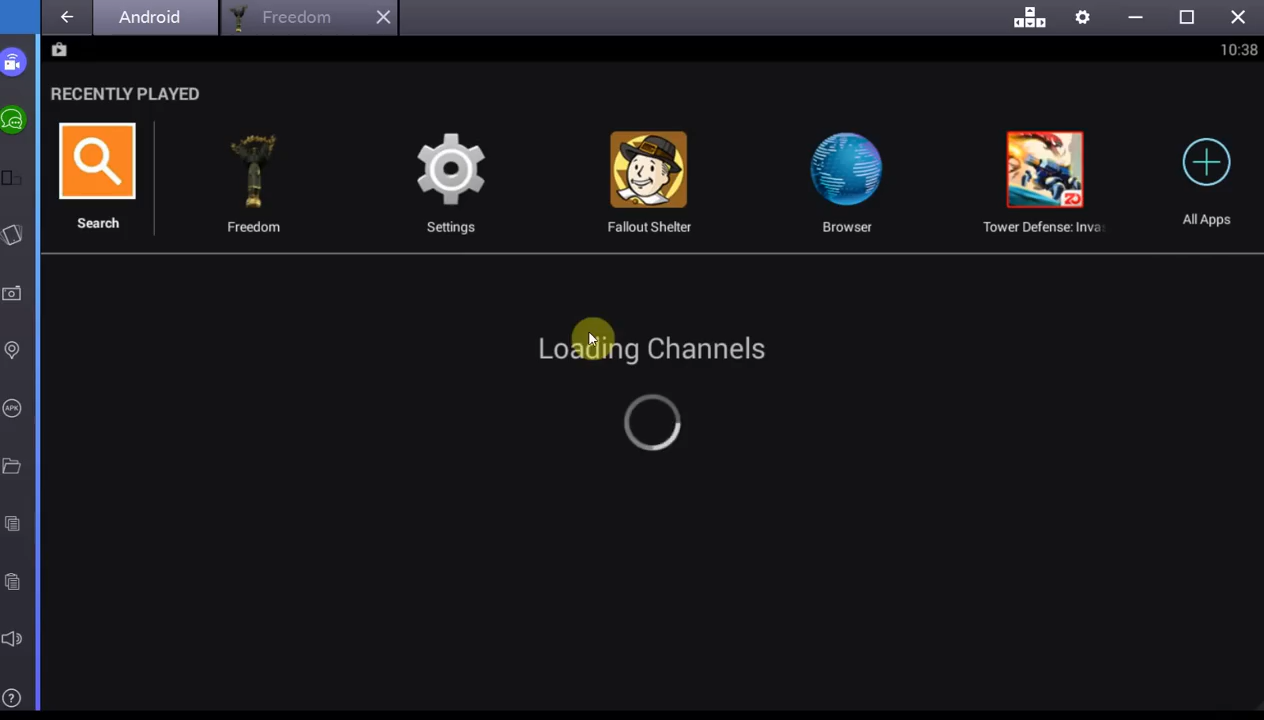 Android
Freedom
10:38
RECENTLY PLAYED
Search
Freedom
Settings
Fallout Shelter
Browser
Tower Defense: Inva
All Apps
Loading Channels
APK